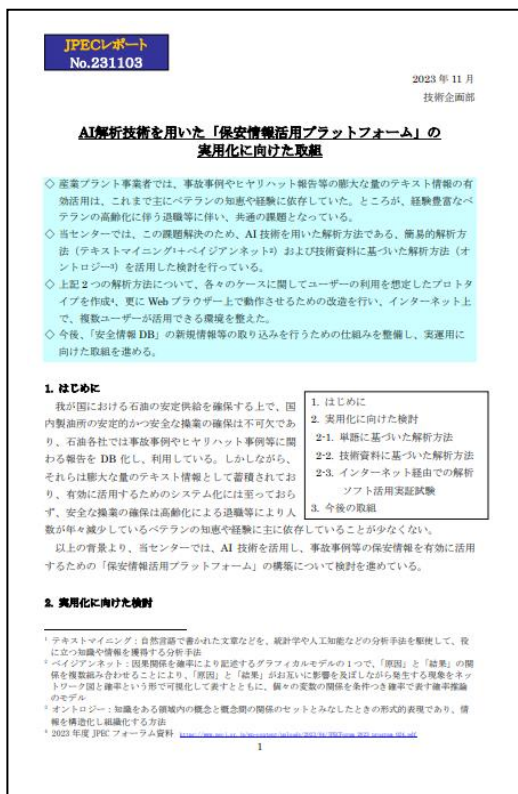 JPECレポート
No.231103
2023 年 11 月
技術企画部
AI解析技術を用いた「保安情報活用プラットフォーム」の
実用化に向けた取組
◇ 産業プラント事業者では、事故事例やヒヤリハット報告等の膨大な量のテキスト情報の有
効活用は、これまで主にベテランの知恵や経験に依存していた。ところが、経験豊富なベ
テランの高齢化に伴う退職等に伴い、共通の課題となっている。
◇ 当センターでは、この課題解決のため、AI 技術を用いた解析方法である、簡易的解析方
法（テキストマイニング¹＋ベイジアンネット²）および技術資料に基づいた解析方法（オ
ントロジー³）を活用した検討を行っている。
◇ 上記 2 つの解析方法について、各々のケースに関してユーザーの利用を想定したプロトタ
イプを作成⁴、更に Web ブラウザー上で動作させるための改造を行い、インターネット上
で、複数ユーザーが活用できる環境を整えた。
◇ 今後、「安全情報 DB」の新規情報等の取り込みを行うための仕組みを整備し、実運用に
向けた取組を進める。
1. はじめに
我が国における石油の安定供給を確保する上で、国
内製油所の安定的かつ安全な操業の確保は不可欠であ
り、石油各社では事故事例やヒヤリハット事例等に関
わる報告を DB 化し、利用している。しかしながら、
それらは膨大な量のテキスト情報として蓄積されてお
り、有効に活用するためのシステム化には至っておら
ず、安全な操業の確保は高齢化による退職等により人
数が年々減少しているベテランの知恵や経験に主に依存していることが少なくない。
以上の背景より、当センターでは、AI 技術を活用し、事故事例等の保安情報を有効に活用
するための「保安情報活用プラットフォーム」の構築について検討を進めている。
1. はじめに
2. 実用化に向けた検討
2-1. 単語に基づいた解析方法
2-2. 技術資料に基づいた解析方法
2-3. インターネット経由での解析
ソフト活用実証試験
3. 今後の取組
2. 実用化に向けた検討
¹ テキストマイニング：自然言語で書かれた文章などを、統計学や人工知能などの分析手法を駆使して、役
に立つ知識や情報を獲得する分析手法
² ベイジアンネット：因果関係を確率により記述するグラフィカルモデルの 1 つで、「原因」と「結果」の関
係を複数組み合わせることにより、「原因」と「結果」がお互いに影響を及ぼしながら発生する現象をネッ
トワーク図と確率という形で可視化して表すとともに、個々の変数の関係を条件つき確率で表す確率推論
のモデル
³ オントロジー：知識をある領域内の概念と概念間の関係のセットとみなしたときの形式的表現であり、情
報を構造化し組織化する方法
⁴ 2023 年度 JPEC フォーラム資料
1